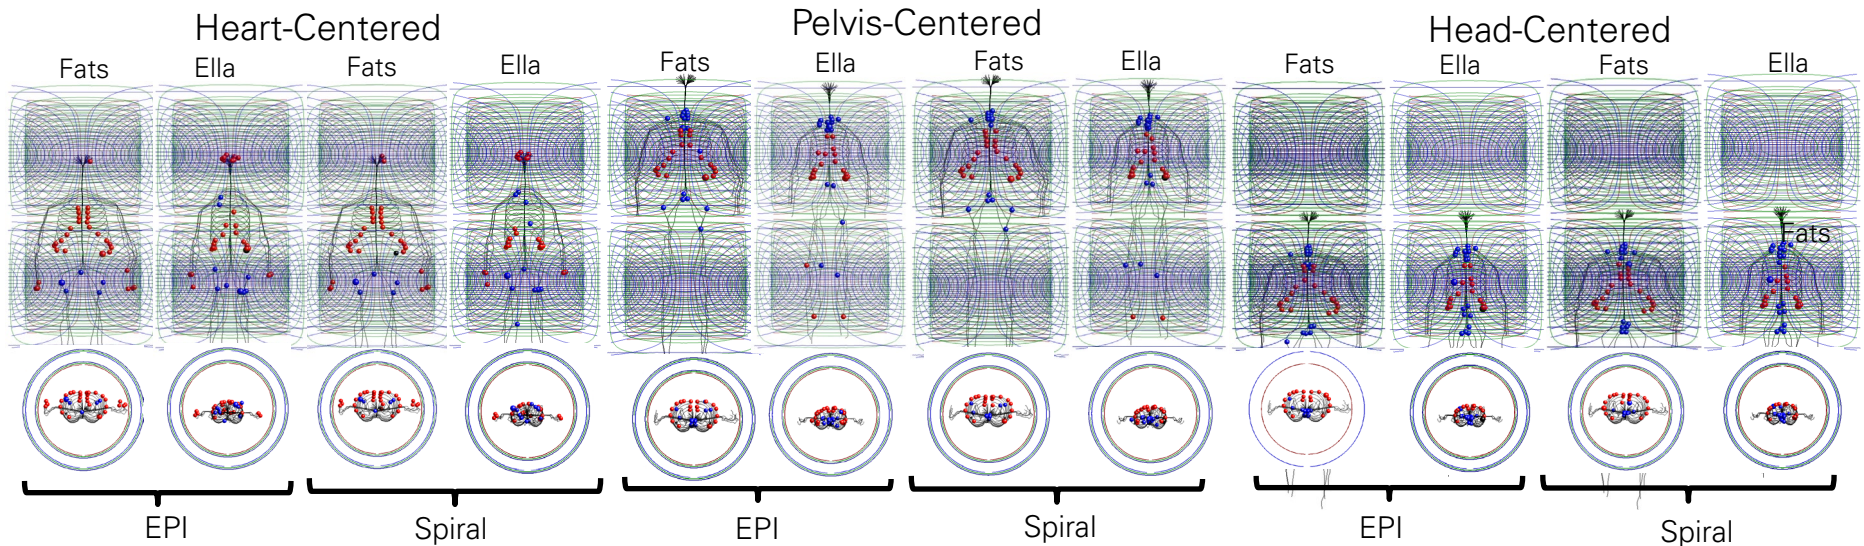 Heart-Centered
Pelvis-Centered
Head-Centered
Fats
Ella
Fats
Ella
Fats
Ella
Fats
Ella
Fats
Ella
Fats
Ella
Fats
EPI
Spiral
EPI
Spiral
EPI
Spiral